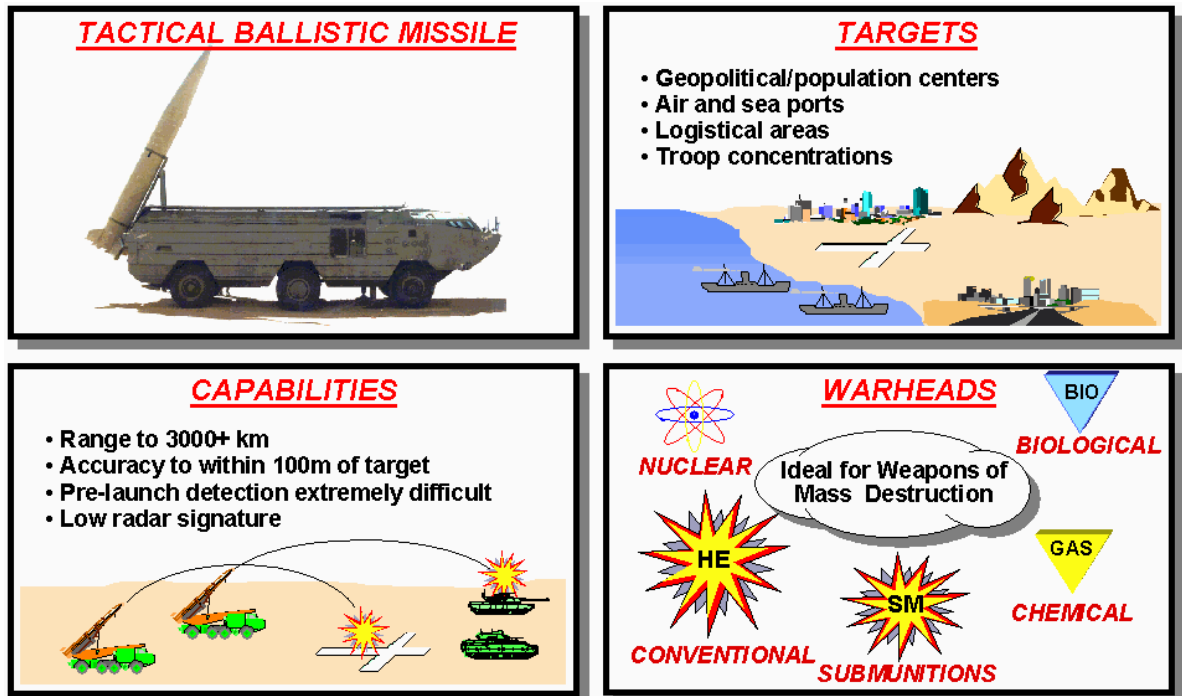 TACTICAL BALLISTIC MISSILE
TARGETS
• Geopolitical/population centers
• Air and sea ports
• Logistical areas
• Troop concentrations
CAPABILITIES
• Range to 3000+ km
• Accuracy to within 100m of target
• Pre-launch detection extremely difficult
• Low radar signature
WARHEADS
BIO
BIOLOGICAL
NUCLEAR
Ideal for Weapons of
Mass Destruction
HE
GAS
SM
CHEMICAL
CONVENTIONAL
SUBMUNITIONS